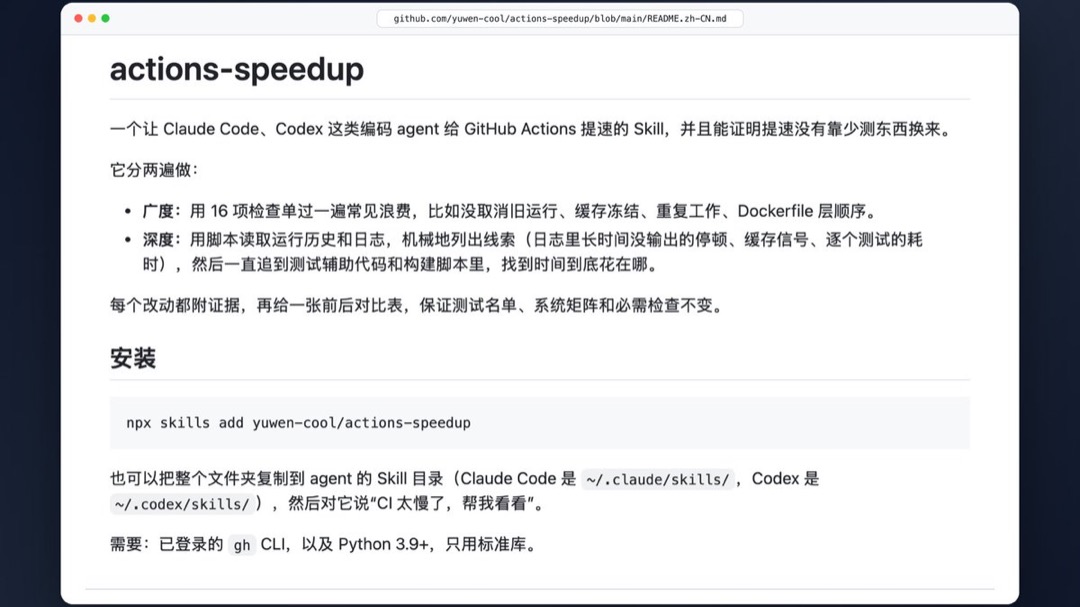 github.com/yuwen-cool/actions-speedup/blob/main/README.zh-CN.md
actions-speedup
一个让 Claude Code、Codex 这类编码 agent 给 GitHub Actions 提速的 Skill，并且能证明提速没有靠少测东西换来。
它分两遍做：
• 广度：用 16 项检查单过一遍常见浪费，比如没取消旧运行、缓存冻结、重复工作、Dockerfile 层顺序。
• 深度：用脚本读取运行历史和日志，机械地列出线索（日志里长时间没输出的停顿、缓存信号、逐个测试的耗
时），然后一直追到测试辅助代码和构建脚本里，找到时间到底花在哪。
每个改动都附证据，再给一张前后对比表，保证测试名单、系统矩阵和必需检查不变。
安装
npx skills add yuwen-cool/actions-speedup
也可以把整个文件夹复制到 agent 的 Skill 目录（Claude Code 是 ~/.claude/skills/，Codex 是
~/.codex/skills/），然后对它说“CI 太慢了，帮我看看”。
需要：已登录的 gh CLI，以及 Python 3.9+，只用标准库。